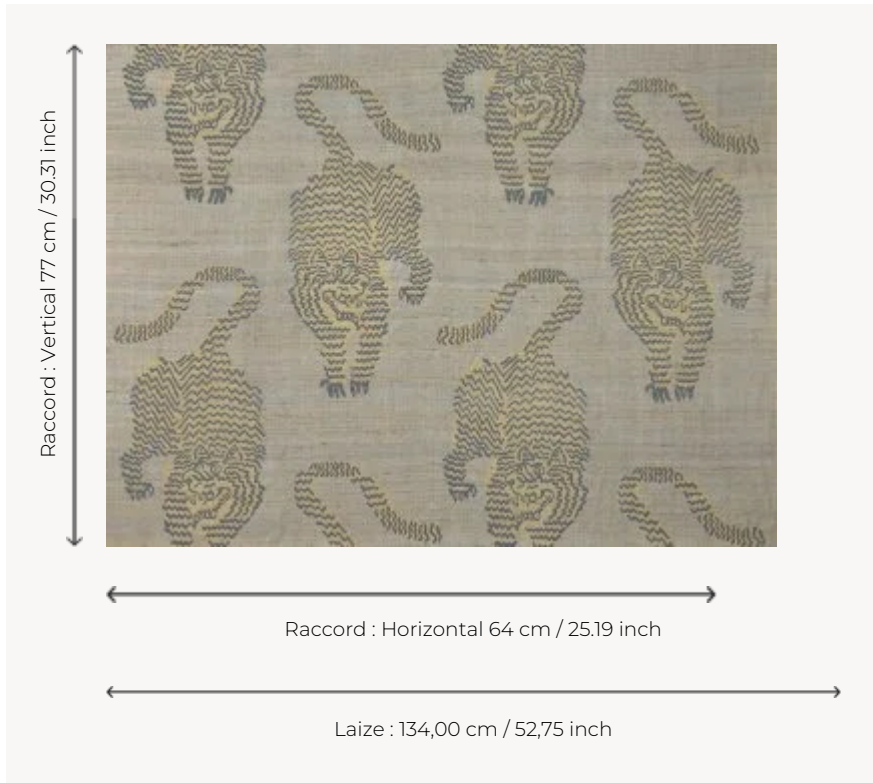 Raccord : Vertical 77 cm / 30.31 inch
Raccord : Horizontal 64 cm / 25.19 inch
Laize : 134,00 cm / 52,75 inch